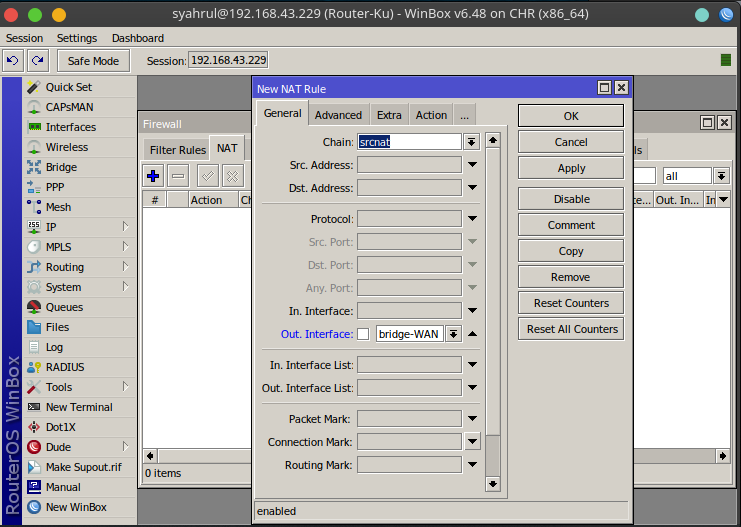 syahrul@192.168.43.229 (Router-Ku) - WinBox v6.48 on CHR (x86_64)
Session Settings Dashboard
Safe Mode Session: 192.168.43.229
RouterOS WinBox
Quick Set
CAPsMAN
Interfaces
Wireless
Bridge
PPP
Mesh
IP
MPLS
Routing
System
Queues
Files
Log
RADIUS
Tools
New Terminal
Dot1X
Dude
Make Supout.rif
Manual
New WinBox
Firewall
Filter Rules NAT
ls
all
# Action Ch
e... Out. In... In
0 items
New NAT Rule
General Advanced Extra Action ...
Chain: srcnat
Src. Address:
Dst. Address:
Protocol:
Src. Port:
Dst. Port:
Any. Port:
In. Interface:
Out. Interface: bridge-WAN
In. Interface List:
Out. Interface List:
Packet Mark:
Connection Mark:
Routing Mark:
enabled
OK
Cancel
Apply
Disable
Comment
Copy
Remove
Reset Counters
Reset All Counters